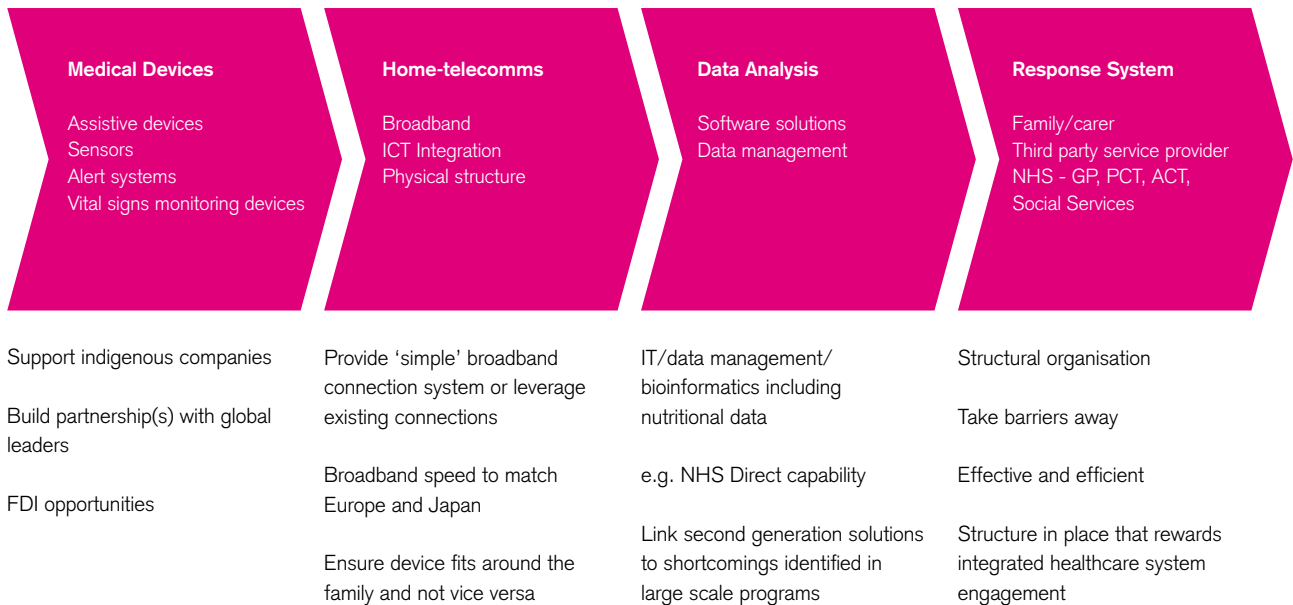 Medical Devices
Assistive devices
Sensors
Alert systems
Vital signs monitoring devices
Home-telecomms
Broadband
ICT Integration
Physical structure
Data Analysis
Software solutions
Data management
Response System
Family/carer
Third party service provider
NHS - GP, PCT, ACT,
Social Services
Support indigenous companies
Build partnership(s) with global
leaders
FDI opportunities
Provide ‘simple’ broadband
connection system or leverage
existing connections
Broadband speed to match
Europe and Japan
Ensure device fits around the
family and not vice versa
IT/data management/
bioinformatics including
nutritional data
e.g. NHS Direct capability
Link second generation solutions
to shortcomings identified in
large scale programs
Structural organisation
Take barriers away
Effective and efficient
Structure in place that rewards
integrated healthcare system
engagement